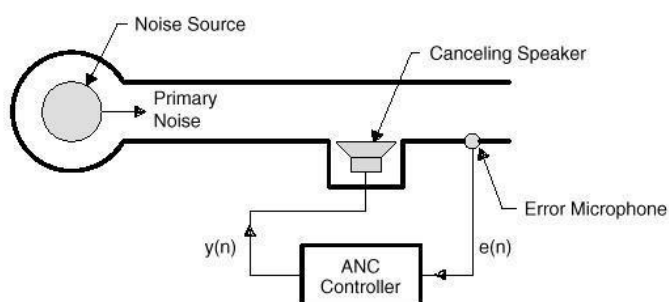 Noise Source
Canceling Speaker
Primary
Noise
Error Microphone
y(n)
e(n)
ANC
Controller